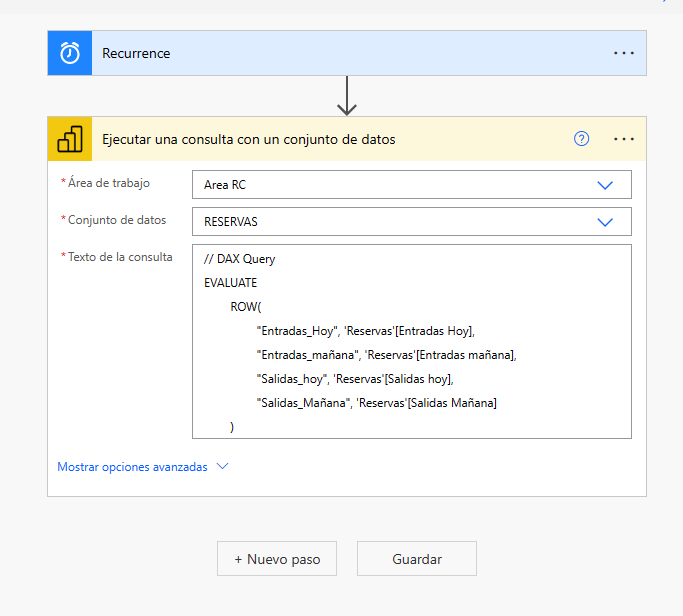 Recurrence
Ejecutar una consulta con un conjunto de datos
* Área de trabajo
Area RC
* Conjunto de datos
RESERVAS
* Texto de la consulta
// DAX Query
EVALUATE
ROW(
"Entradas_Hoy", 'Reservas'[Entradas Hoy],
"Entradas_mañana", 'Reservas'[Entradas mañana],
"Salidas_hoy", 'Reservas'[Salidas hoy],
"Salidas_Mañana", 'Reservas'[Salidas Mañana]
)
Mostrar opciones avanzadas
+ Nuevo paso
Guardar